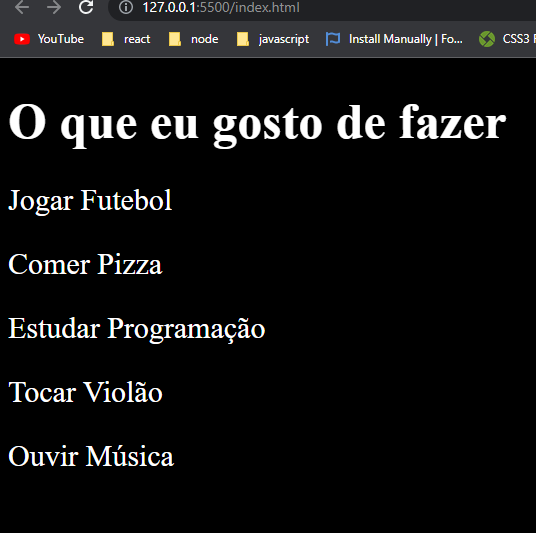 127.0.0.1:5500/index.html
YouTube react node javascript Install Manually | Fo... CSS3
O que eu gosto de fazer
Jogar Futebol
Comer Pizza
Estudar Programação
Tocar Violão
Ouvir Música